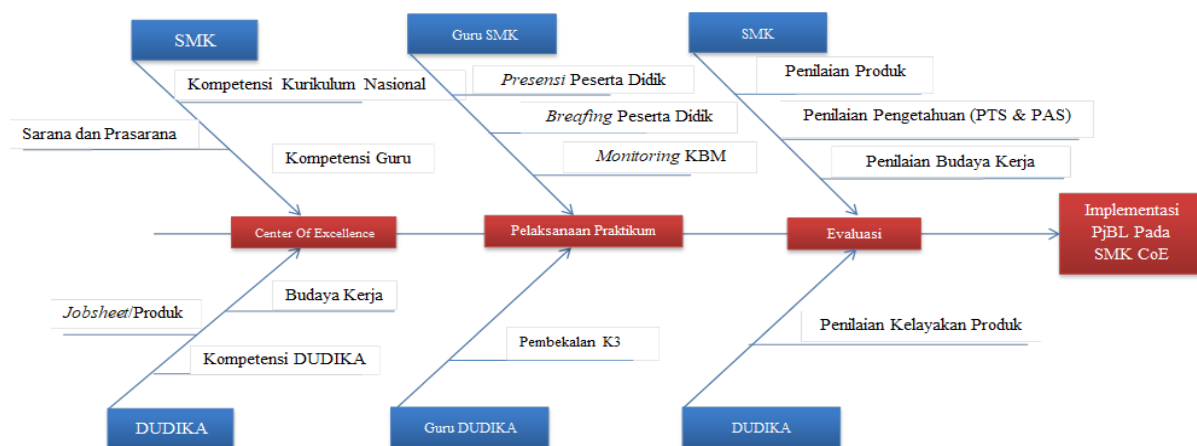 SMK
Guru SMK
SMK
Kompetensi Kurikulum Nasional
Presensi Peserta Didik
Penilaian Produk
Sarana dan Prasarana
Breafing Peserta Didik
Penilaian Pengetahuan (PTS & PAS)
Kompetensi Guru
Monitoring KBM
Penilaian Budaya Kerja
Center Of Excellence
Pelaksanaan Praktikum
Evaluasi
Implementasi
PjBL Pada
SMK CoE
Budaya Kerja
Jobsheet/Produk
Kompetensi DUDIKA
Pembekalan K3
Penilaian Kelayakan Produk
DUDIKA
Guru DUDIKA
DUDIKA